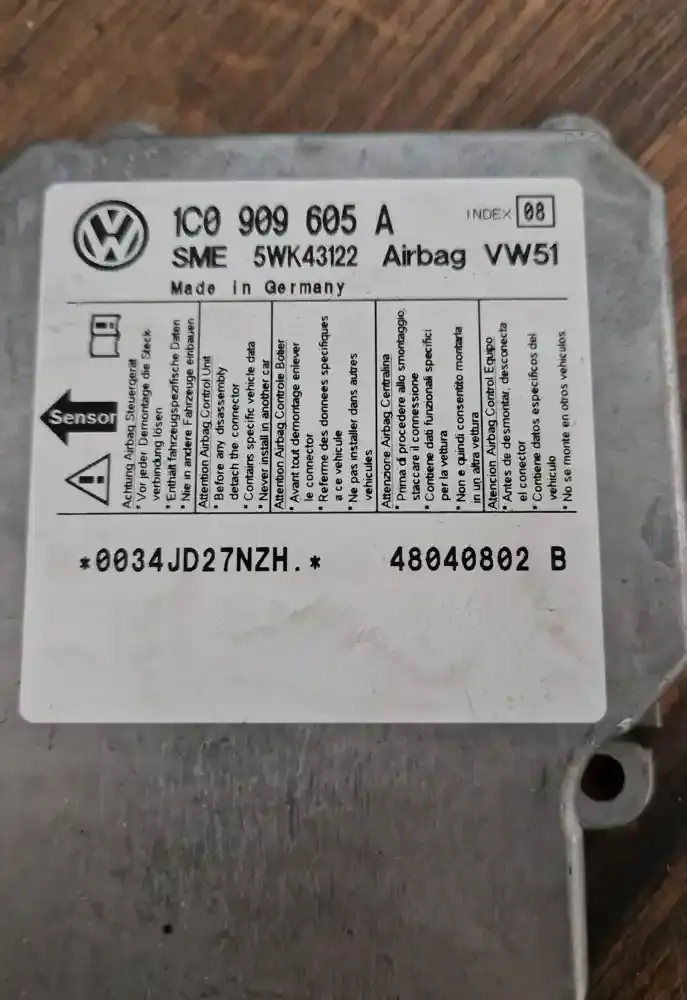 1C0 909 605 A
INDEX 08
SME 5WK43122 Airbag VW51
Made in Germany
Sensor
Achtung Airbag Steuergerät
* Vor jeder Demontage die Steck-
verbindung lösen
* Enthält fahrzeugspezifische Daten
* Nie in andere Fahrzeuge einbauen
Attention Airbag Control Unit
* Before any disassembly
detach the connector
* Contains specific vehicle data
* Never install in another car
Attention Airbag Controle Boitier
* Avant tout demontage enlever
le connector
* Referme des donnees specifiques
a ce vehicule
* Ne pas installer dans autres
vehicules
Attenzione Airbag Centralina
* Prima di procedere allo smontaggio,
staccare il connessione
* Contiene dati funzionali specifici
per la vettura
* Non e quindi consentito montarla
in un altra vettura
Atencion Airbag Control Equipo
* Antes de desmontar, desconecta
el conector
* Contiene datos especificos del
vehiculo
* No se monte en otros vehiculos
*0034JD27NZH.* 48040802 B